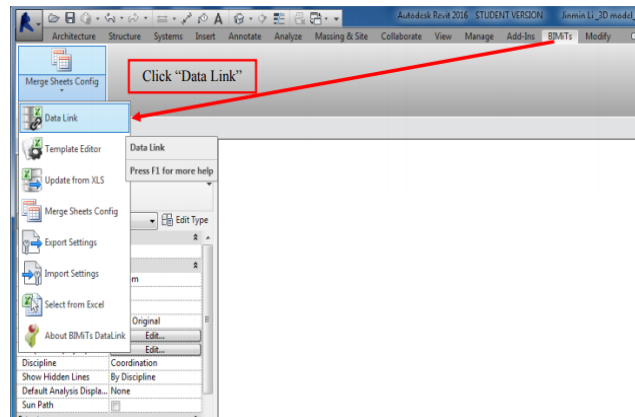 Autodesk Revit 2016 STUDENT VERSION Jinmin Li_3D model_
Architecture Structure Systems Insert Annotate Analyze Massing & Site Collaborate View Manage Add-Ins BIMiTs Modify
Merge Sheets Config
Click “Data Link”
Data Link
Template Editor
Data Link
Press F1 for more help
Update from XLS
Merge Sheets Config
Edit Type
Export Settings
Import Settings
Select from Excel
Original
About BIMiTs DataLink
Edit...
Edit...
Discipline Coordination
Show Hidden Lines By Discipline
Default Analysis Displa... None
Sun Path